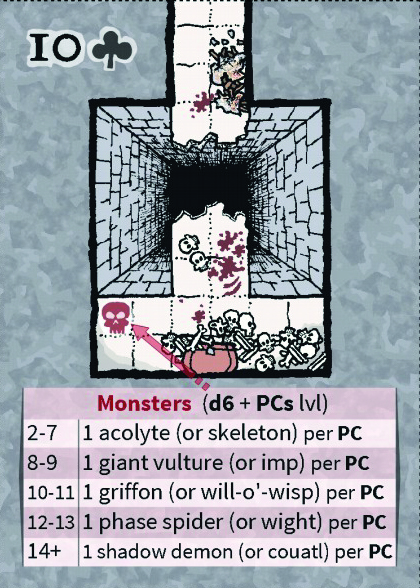 10♣
Monsters (d6 + PCs lvl)
2-7 1 acolyte (or skeleton) per PC
8-9 1 giant vulture (or imp) per PC
10-11 1 griffon (or will-o'-wisp) per PC
12-13 1 phase spider (or wight) per PC
14+ 1 shadow demon (or couatl) per PC